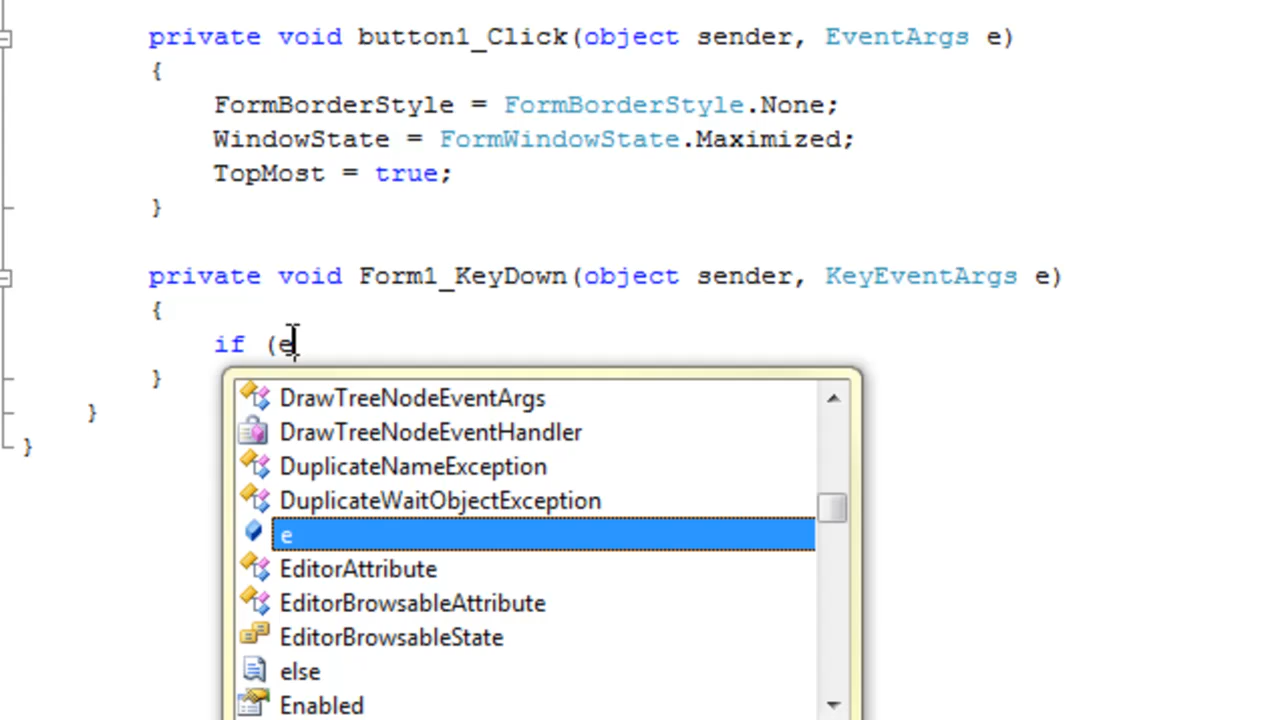 private void button1_Click(object sender, EventArgs e)
{
FormBorderStyle = FormBorderStyle.None;
WindowState = FormWindowState.Maximized;
TopMost = true;
}
private void Form1_KeyDown(object sender, KeyEventArgs e)
{
if (e
}
}
}
DrawTreeNodeEventArgs
DrawTreeNodeEventHandler
DuplicateNameException
DuplicateWaitObjectException
e
EditorAttribute
EditorBrowsableAttribute
EditorBrowsableState
else
Enabled